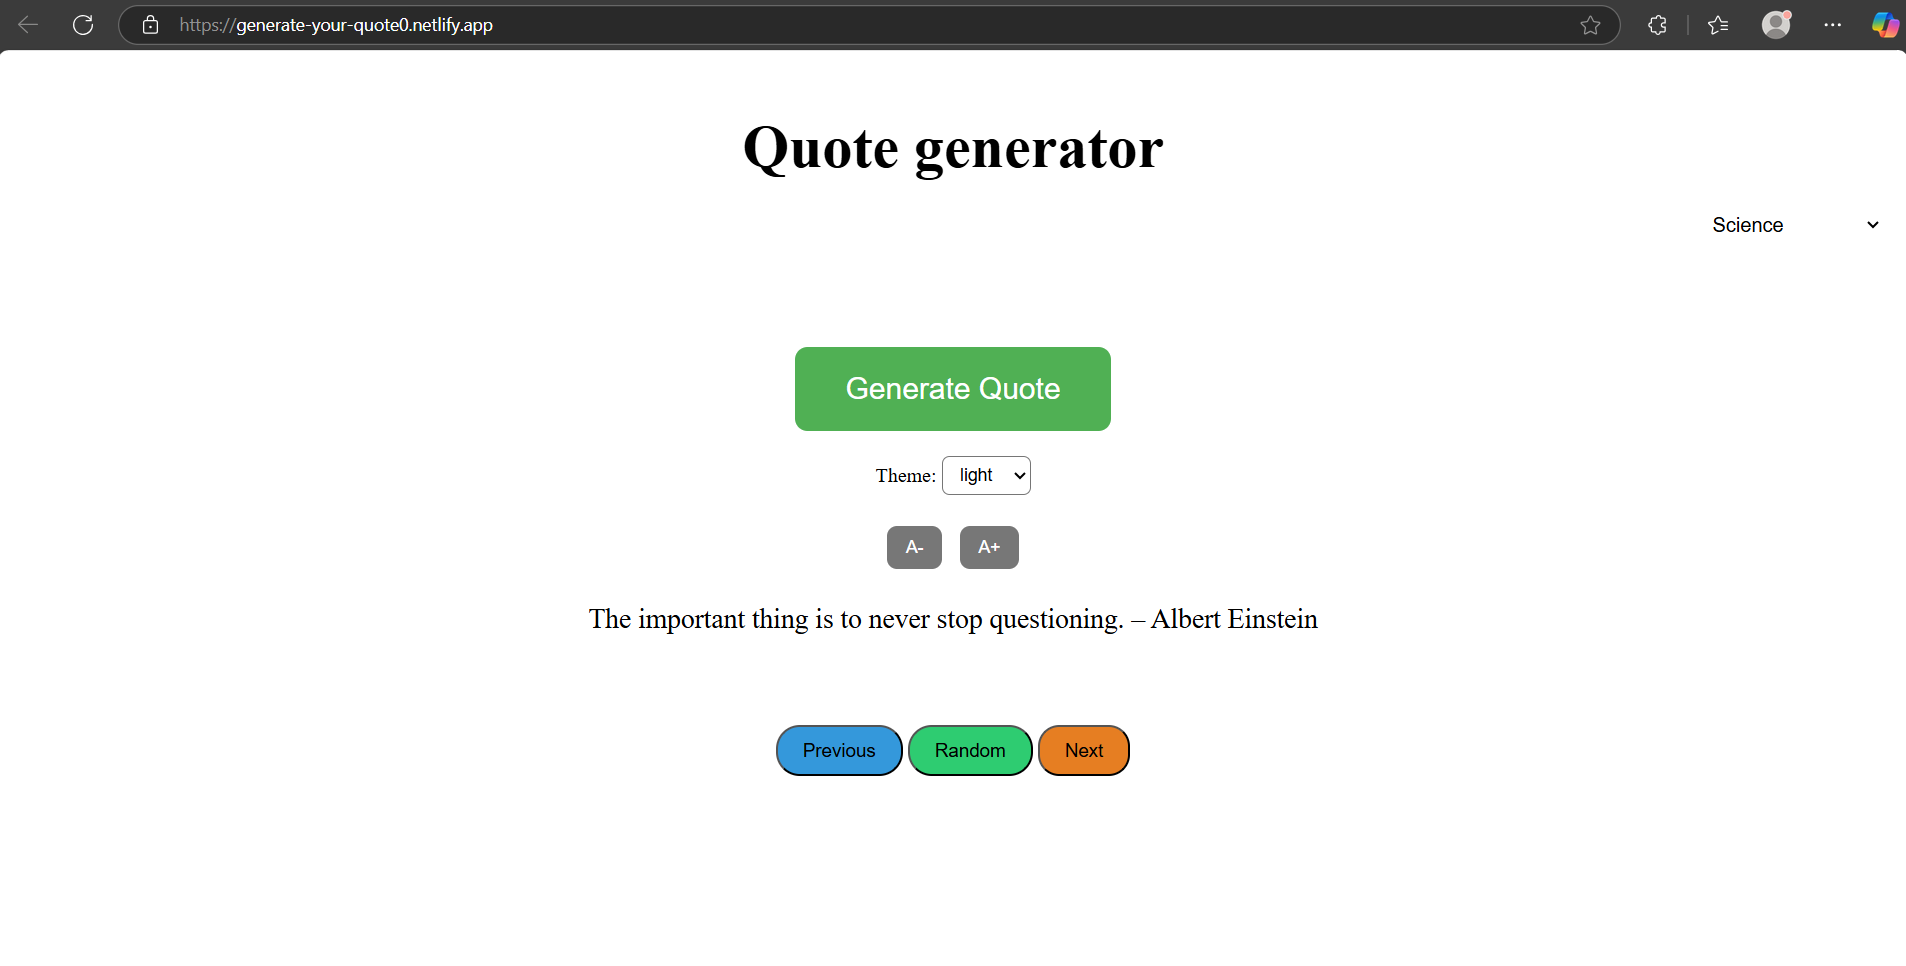 https://generate-your-quote0.netlify.app
Quote generator
Science
Generate Quote
Theme: light
A- A+
The important thing is to never stop questioning. – Albert Einstein
Previous Random Next